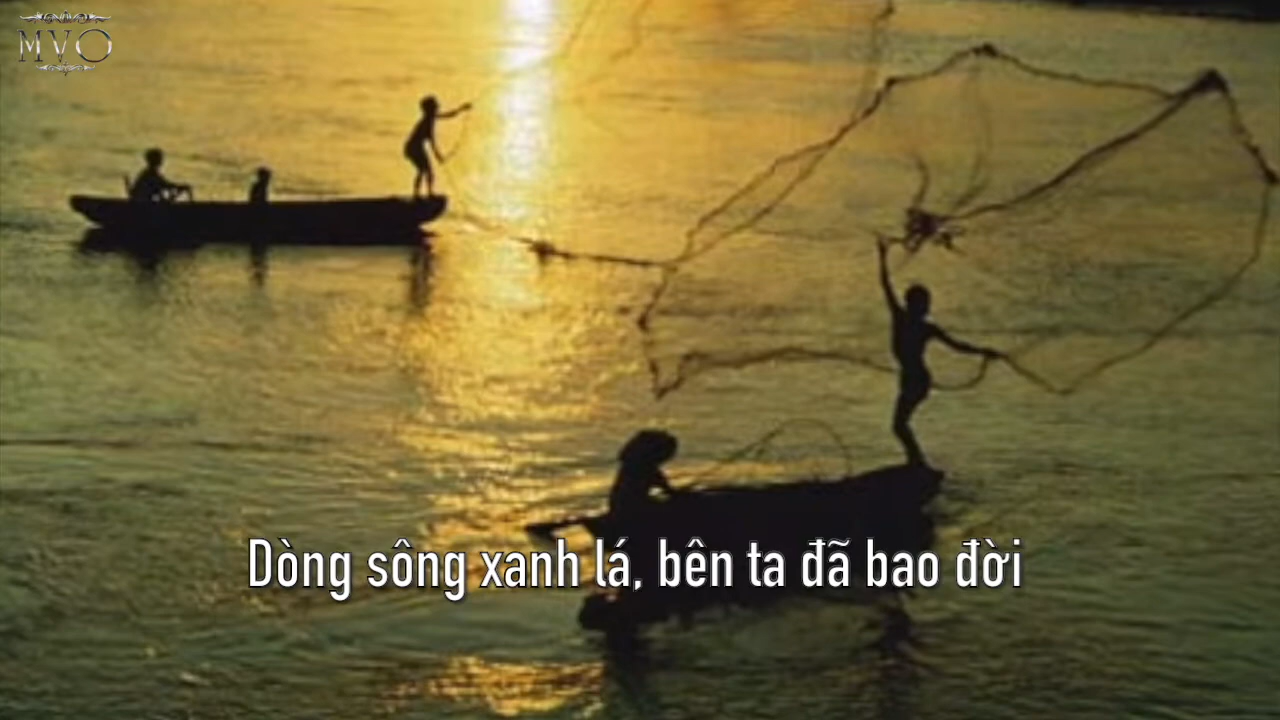 MVO
Dòng sông xanh lá, bên ta đã bao đời